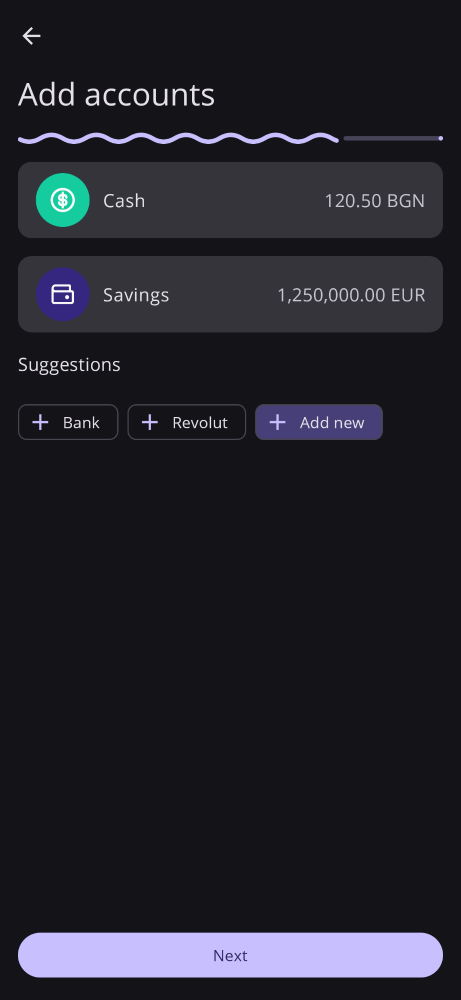 Add accounts
Cash 120.50 BGN
Savings 1,250,000.00 EUR
Suggestions
Bank Revolut Add new
Next